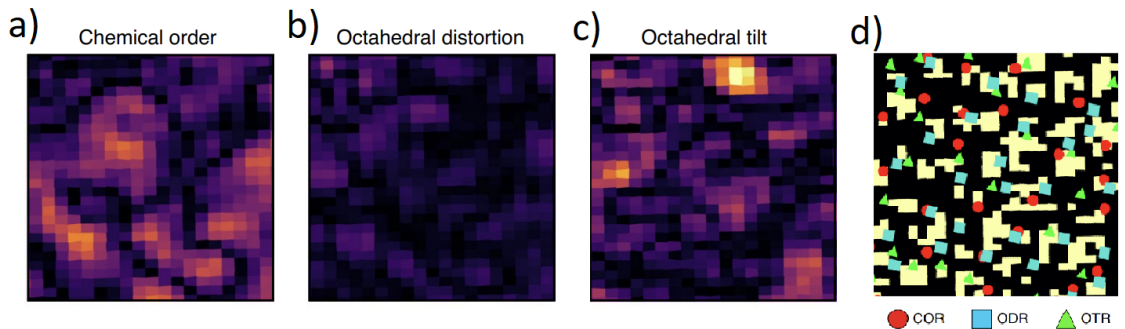 a) Chemical order
b) Octahedral distortion
c) Octahedral tilt
d)
COR ODR OTR